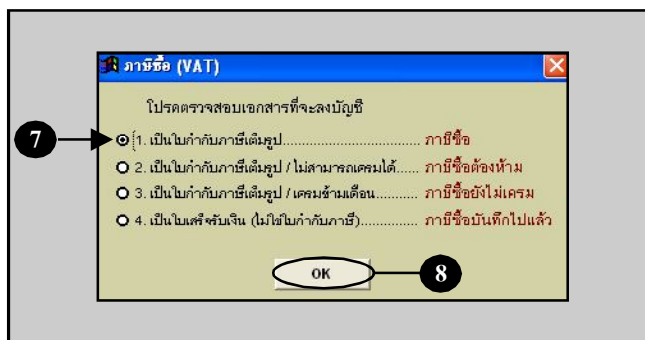 ภาษีซื้อ (VAT)
โปรดตรวจสอบเอกสารที่จะลงบัญชี
7
1. เป็นใบกำกับภาษีเต็มรูป................................. ภาษีซื้อ
2. เป็นใบกำกับภาษีเต็มรูป / ไม่สามารถเครมได้...... ภาษีซื้อต้องห้าม
3. เป็นใบกำกับภาษีเต็มรูป / เครมข้ามเดือน........... ภาษีซื้อยังไม่เครม
4. เป็นใบเสร็จรับเงิน (ไม่ใช่ใบกำกับภาษี).............. ภาษีซื้อบันทึกไปแล้ว
OK
8